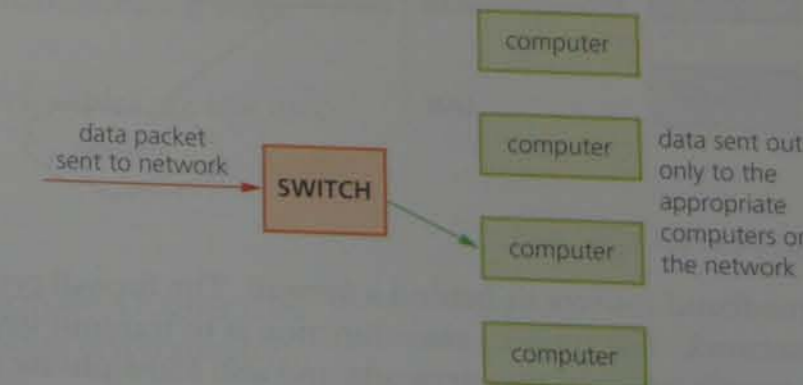 computer
data packet
sent to network
SWITCH
computer
data sent out
only to the
appropriate
computers or
the network
computer
computer